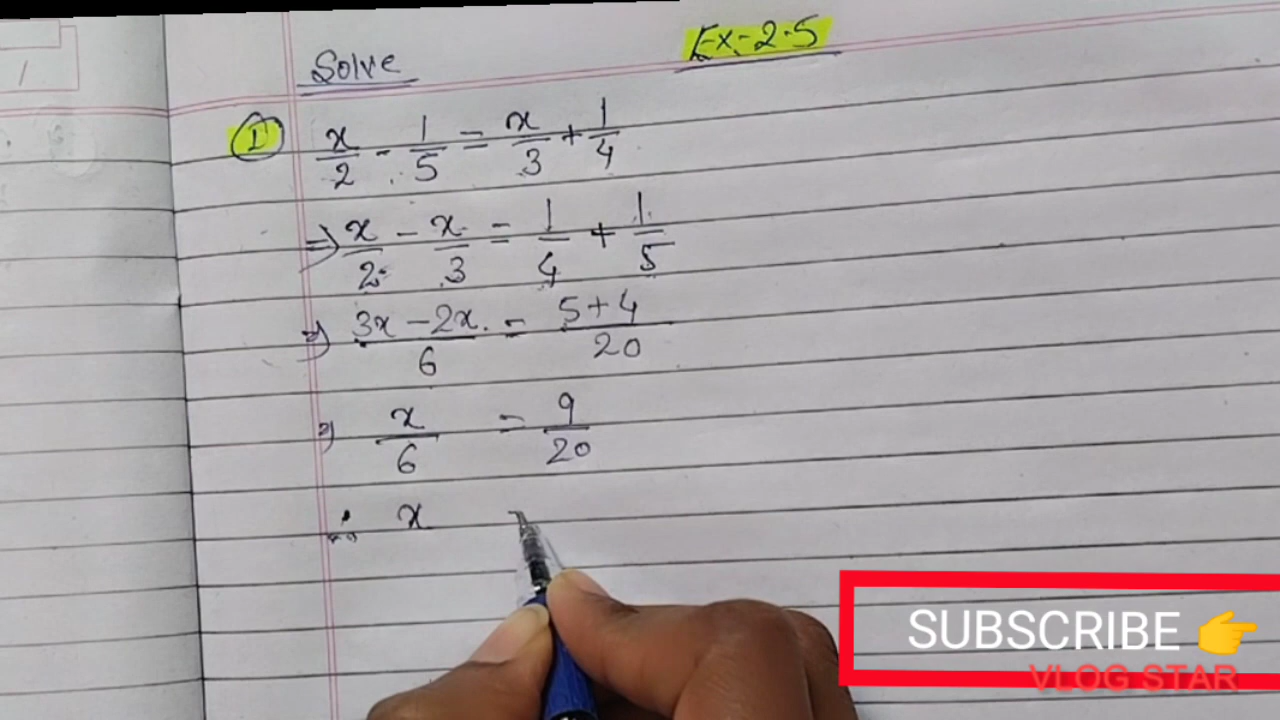 Solve
Ex-2.5
I x/2 - 1/5 = x/3 + 1/4
⇒ x/2 - x/3 = 1/4 + 1/5
⇒ 3x - 2x/6 = 5+4/20
⇒ x/6 = 9/20
∴ x
SUBSCRIBE 👉
VLOG STAR